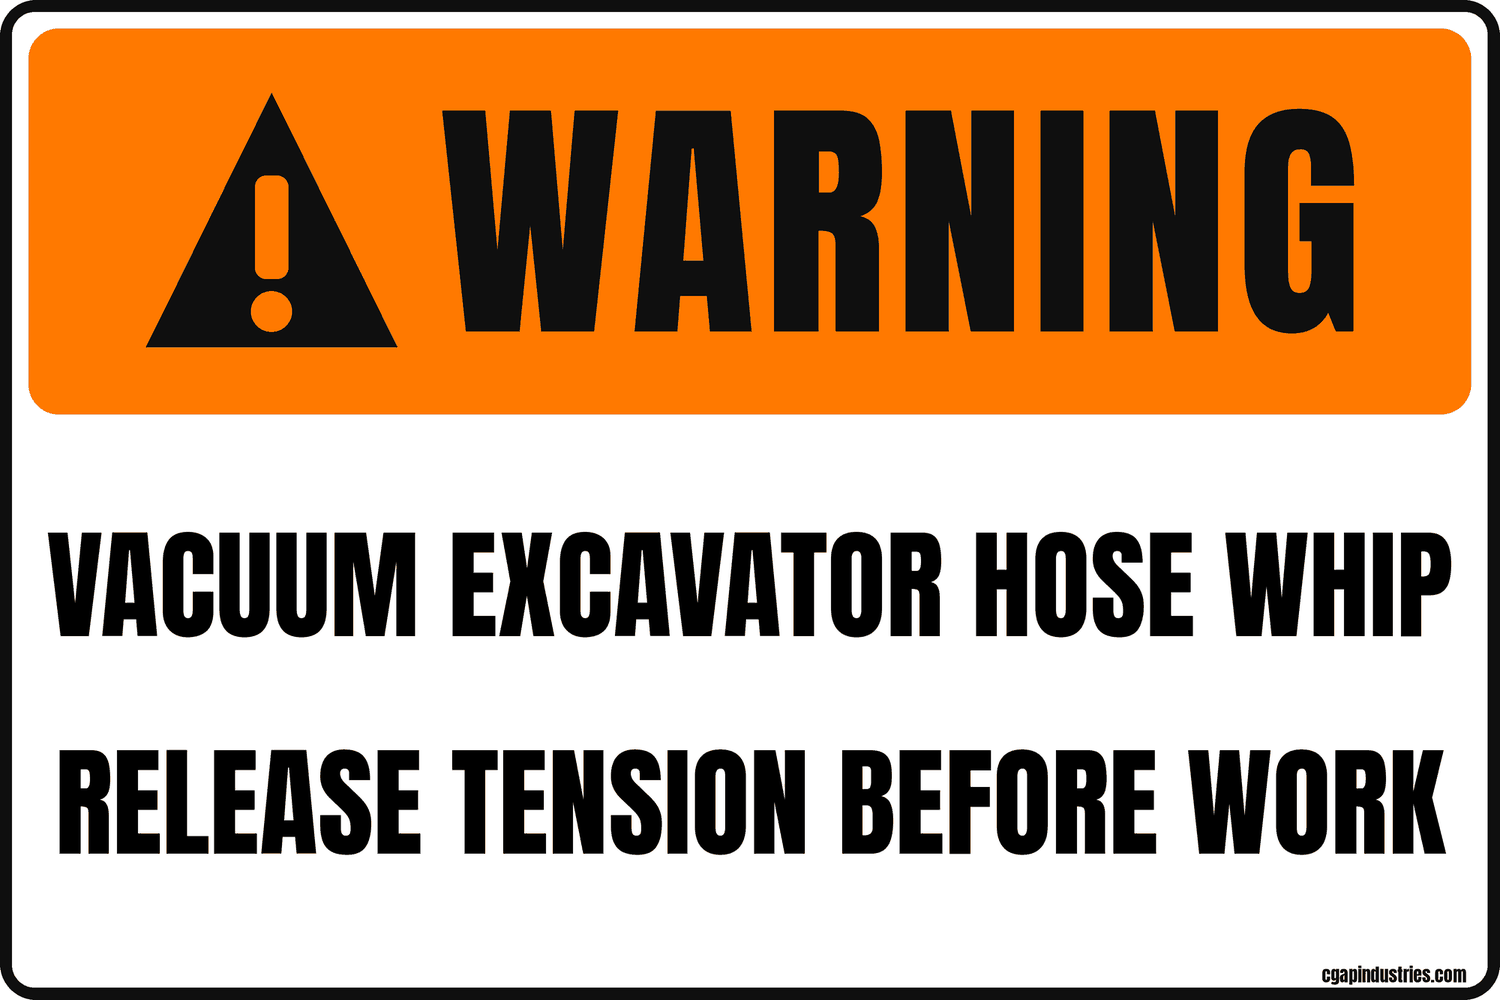 WARNING
VACUUM EXCAVATOR HOSE WHIP
RELEASE TENSION BEFORE WORK
cgapindustries.com